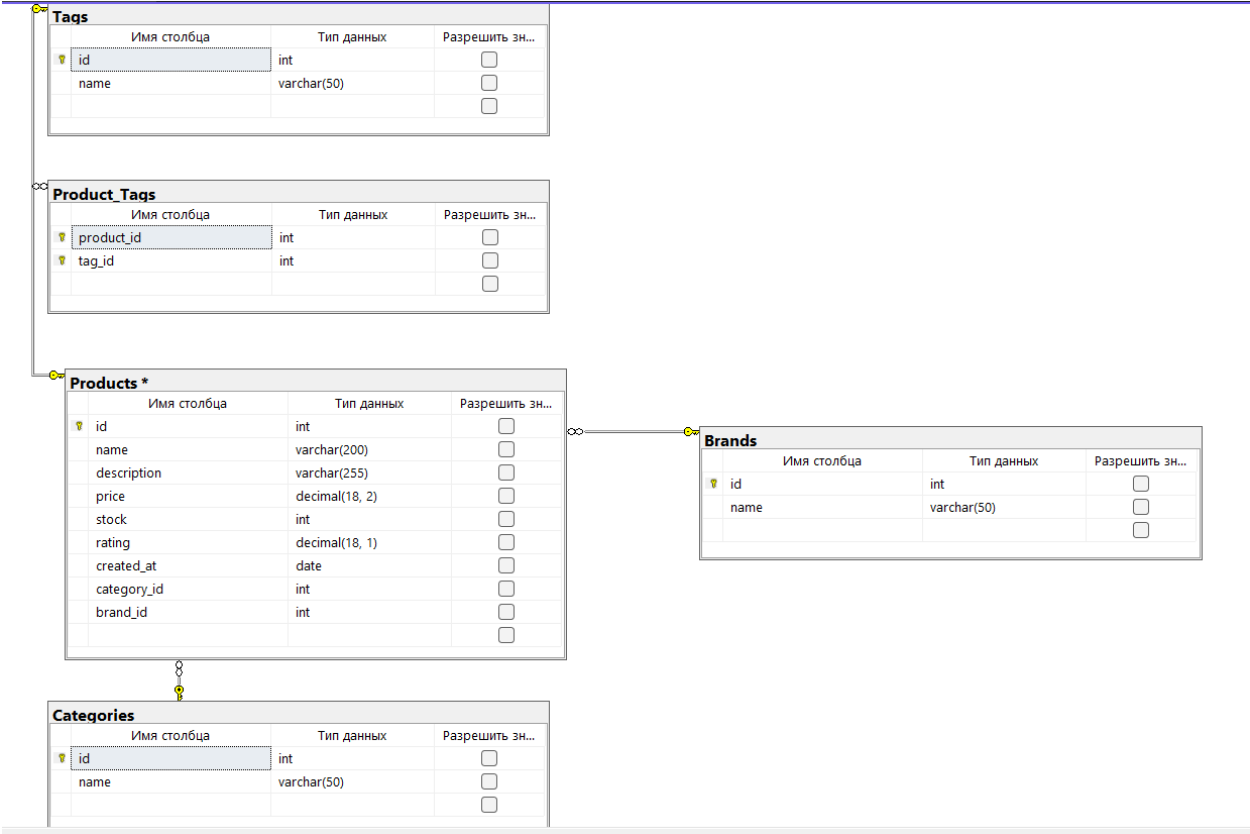 Tags
Имя столбца Тип данных Разрешить зн...
id int
name varchar(50)
Product_Tags
Имя столбца Тип данных Разрешить зн...
product_id int
tag_id int
Products *
Имя столбца Тип данных Разрешить зн...
id int
name varchar(200)
description varchar(255)
price decimal(18, 2)
stock int
rating decimal(18, 1)
created_at date
category_id int
brand_id int
Brands
Имя столбца Тип данных Разрешить зн...
id int
name varchar(50)
Categories
Имя столбца Тип данных Разрешить зн...
id int
name varchar(50)